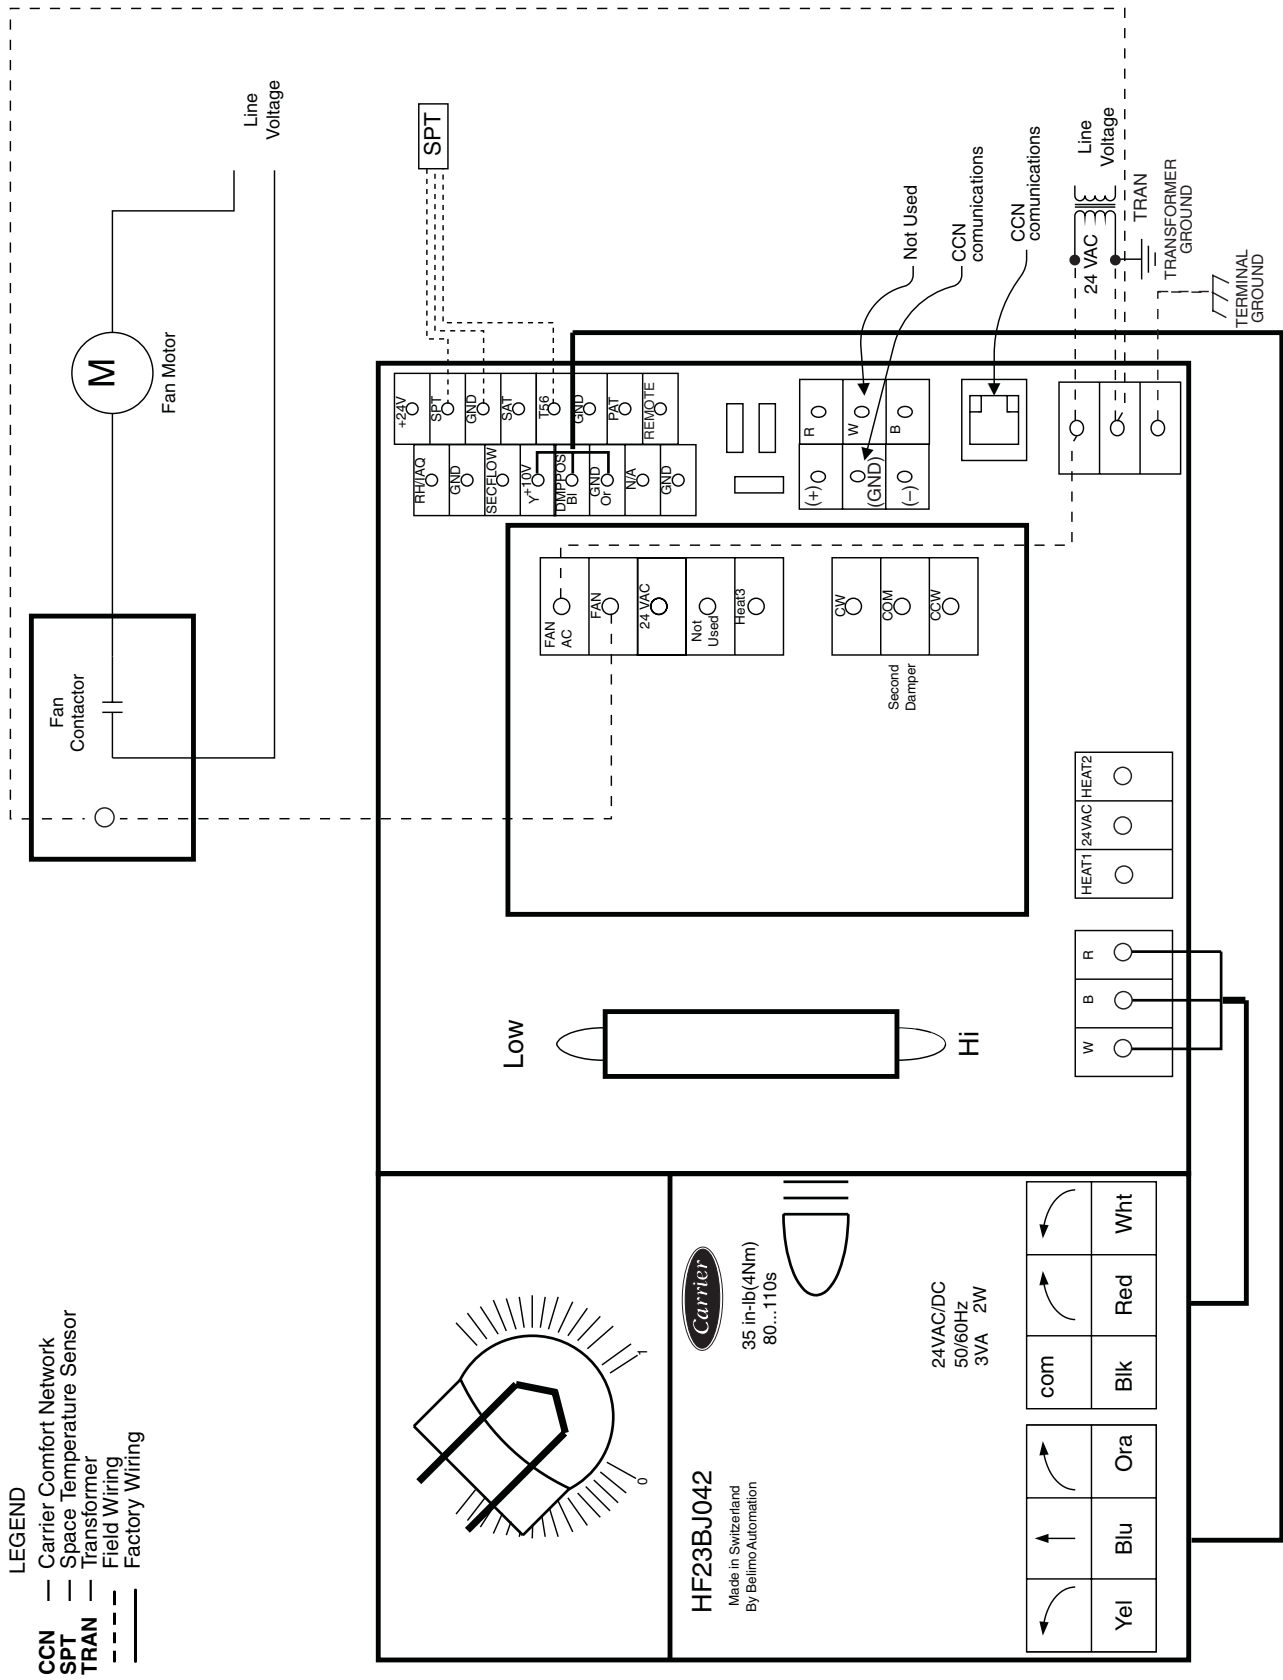 LEGEND
CCN — Carrier Comfort Network
SPT — Space Temperature Sensor
TRAN — Transformer
Field Wiring
Factory Wiring
Fan
Contactor
M
Fan Motor
Line
Voltage
SPT
+24V
SPT
GND
SAT
T56
GND
PAT
REMOTE
RH/IAQ
GND
SECFLOW
Y +10V
DMPPOS
Bl
GND
Or
N/A
GND
R
W
B
(+)
(GND)
(–)
Not Used
CCN
comunications
CCN
comunications
Line
Voltage
24 VAC
TRAN
TRANSFORMER
GROUND
TERMINAL
GROUND
FAN
AC
FAN
24 VAC
Not
Used
Heat3
CW
COM
CCW
Second
Damper
HEAT1
24VAC
HEAT2
W
B
R
Low
Hi
0
1
Carrier
35 in-lb(4Nm)
80...110s
HF23BJ042
Made in Switzerland
By Belimo Automation
24VAC/DC
50/60Hz
3VA 2W
com
Yel
Blu
Ora
Blk
Red
Wht